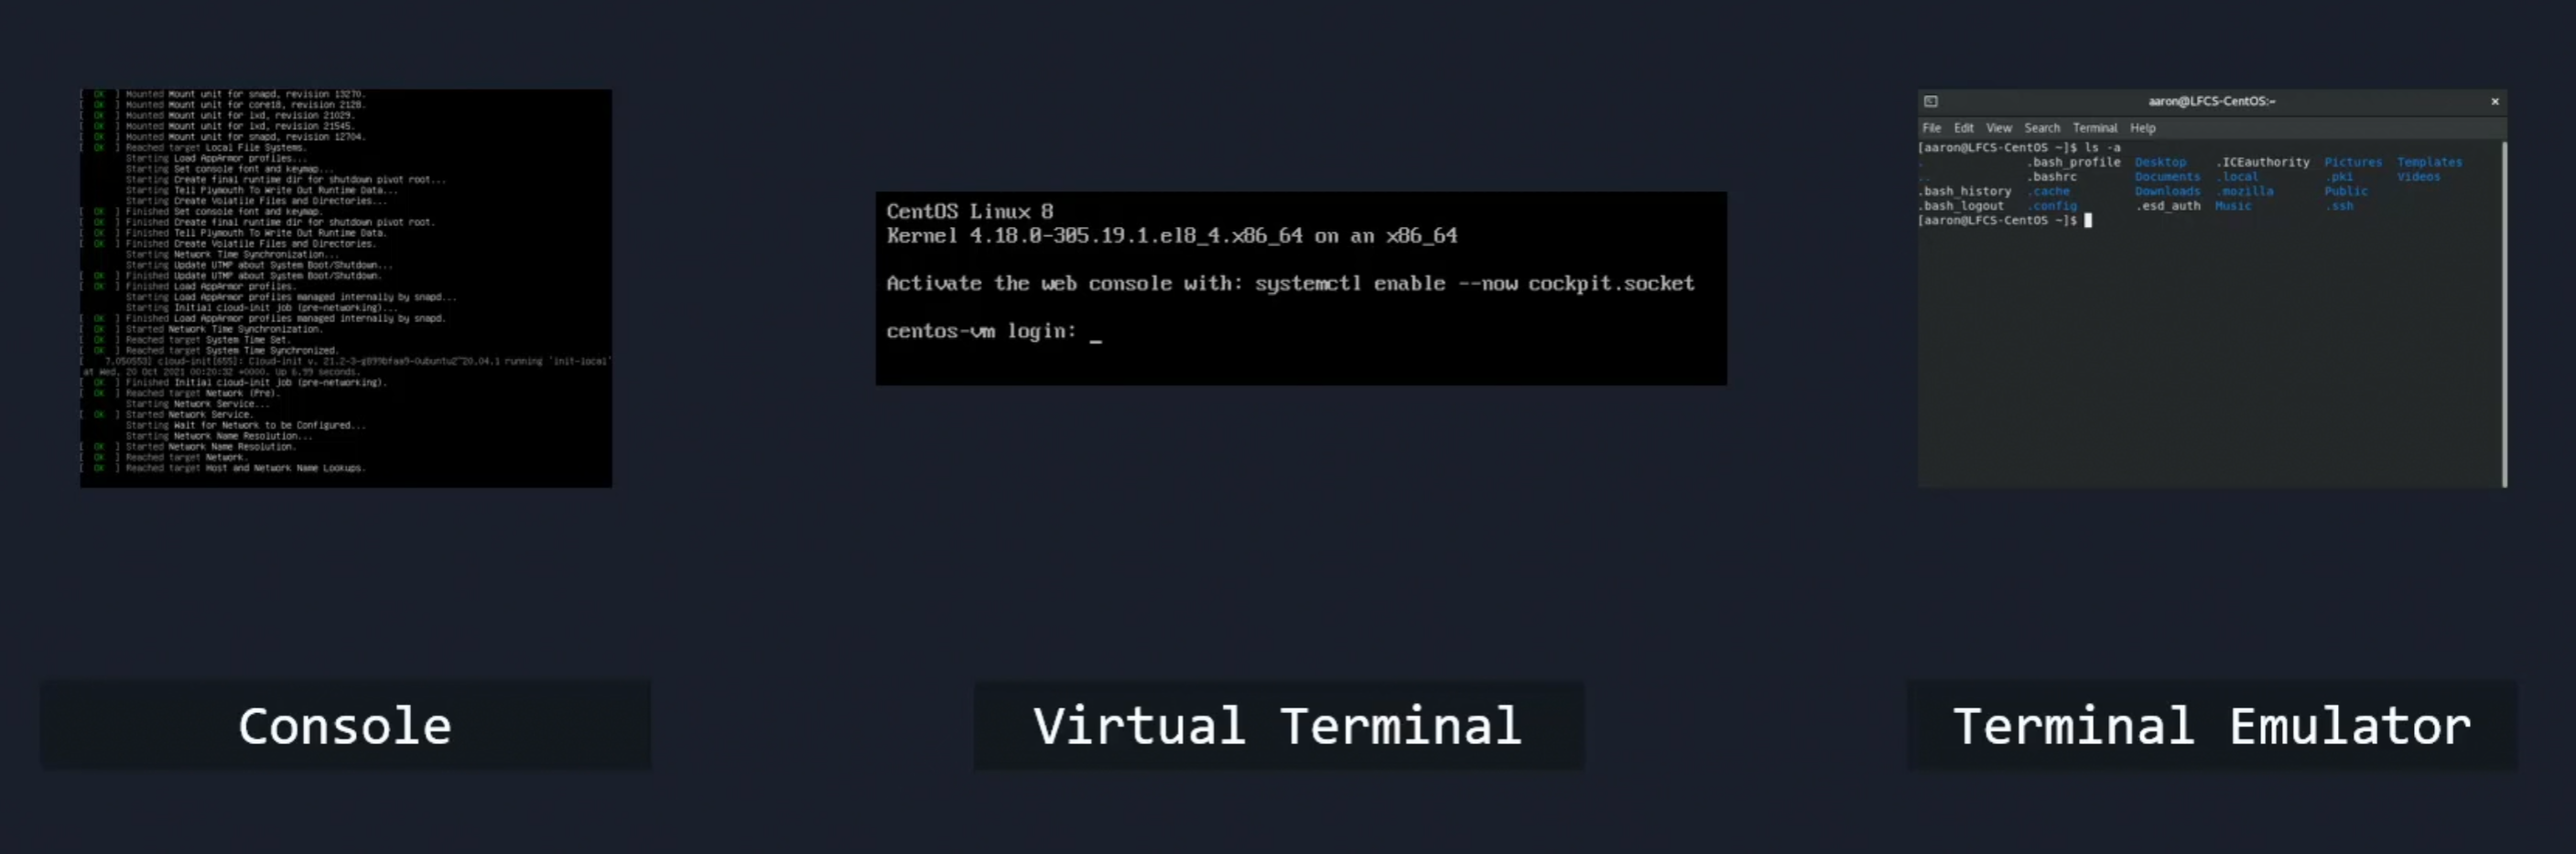 [  OK  ] Mounted Mount unit for snapd, revision 13270.
[  OK  ] Mounted Mount unit for core18, revision 2128.
[  OK  ] Mounted Mount unit for lxd, revision 21029.
[  OK  ] Mounted Mount unit for lxd, revision 21545.
[  OK  ] Mounted Mount unit for snapd, revision 12704.
[  OK  ] Reached target Local File Systems.
Starting Load AppArmor profiles...
Starting Set console font and keymap...
Starting Create final runtime dir for shutdown pivot root...
Starting Tell Plymouth To Write Out Runtime Data...
Starting Create Volatile Files and Directories...
[  OK  ] Finished Set console font and keymap.
[  OK  ] Finished Create final runtime dir for shutdown pivot root.
[  OK  ] Finished Tell Plymouth To Write Out Runtime Data.
[  OK  ] Finished Create Volatile Files and Directories.
Starting Network Time Synchronization...
Starting Update UTMP about System Boot/Shutdown...
[  OK  ] Finished Update UTMP about System Boot/Shutdown.
[  OK  ] Finished Load AppArmor profiles.
Starting Load AppArmor profiles managed internally by snapd...
Starting Initial cloud-init job (pre-networking)...
[  OK  ] Finished Load AppArmor profiles managed internally by snapd.
[  OK  ] Started Network Time Synchronization.
[  OK  ] Reached target System Time Set.
[  OK  ] Reached target System Time Synchronized.
[    7.050553] cloud-init[655]: Cloud-init v. 21.2-3-g899bfaa9-0ubuntu2~20.04.1 running 'init-local'
at Wed, 20 Oct 2021 00:20:32 +0000. Up 6.99 seconds.
[  OK  ] Finished Initial cloud-init job (pre-networking).
[  OK  ] Reached target Network (Pre).
Starting Network Service...
[  OK  ] Started Network Service.
Starting Wait for Network to be Configured...
Starting Network Name Resolution...
[  OK  ] Started Network Name Resolution.
[  OK  ] Reached target Network.
[  OK  ] Reached target Host and Network Name Lookups.
Console
CentOS Linux 8
Kernel 4.18.0-305.19.1.el8_4.x86_64 on an x86_64
Activate the web console with: systemctl enable --now cockpit.socket
centos-vm login: _
Virtual Terminal
aaron@LFCS-CentOS:~
File Edit View Search Terminal Help
[aaron@LFCS-CentOS ~]$ ls -a
. .bash_profile Desktop .ICEauthority Pictures Templates
.. .bashrc Documents .local .pki Videos
.bash_history .cache Downloads .mozilla Public
.bash_logout .config .esd_auth Music .ssh
[aaron@LFCS-CentOS ~]$
Terminal Emulator